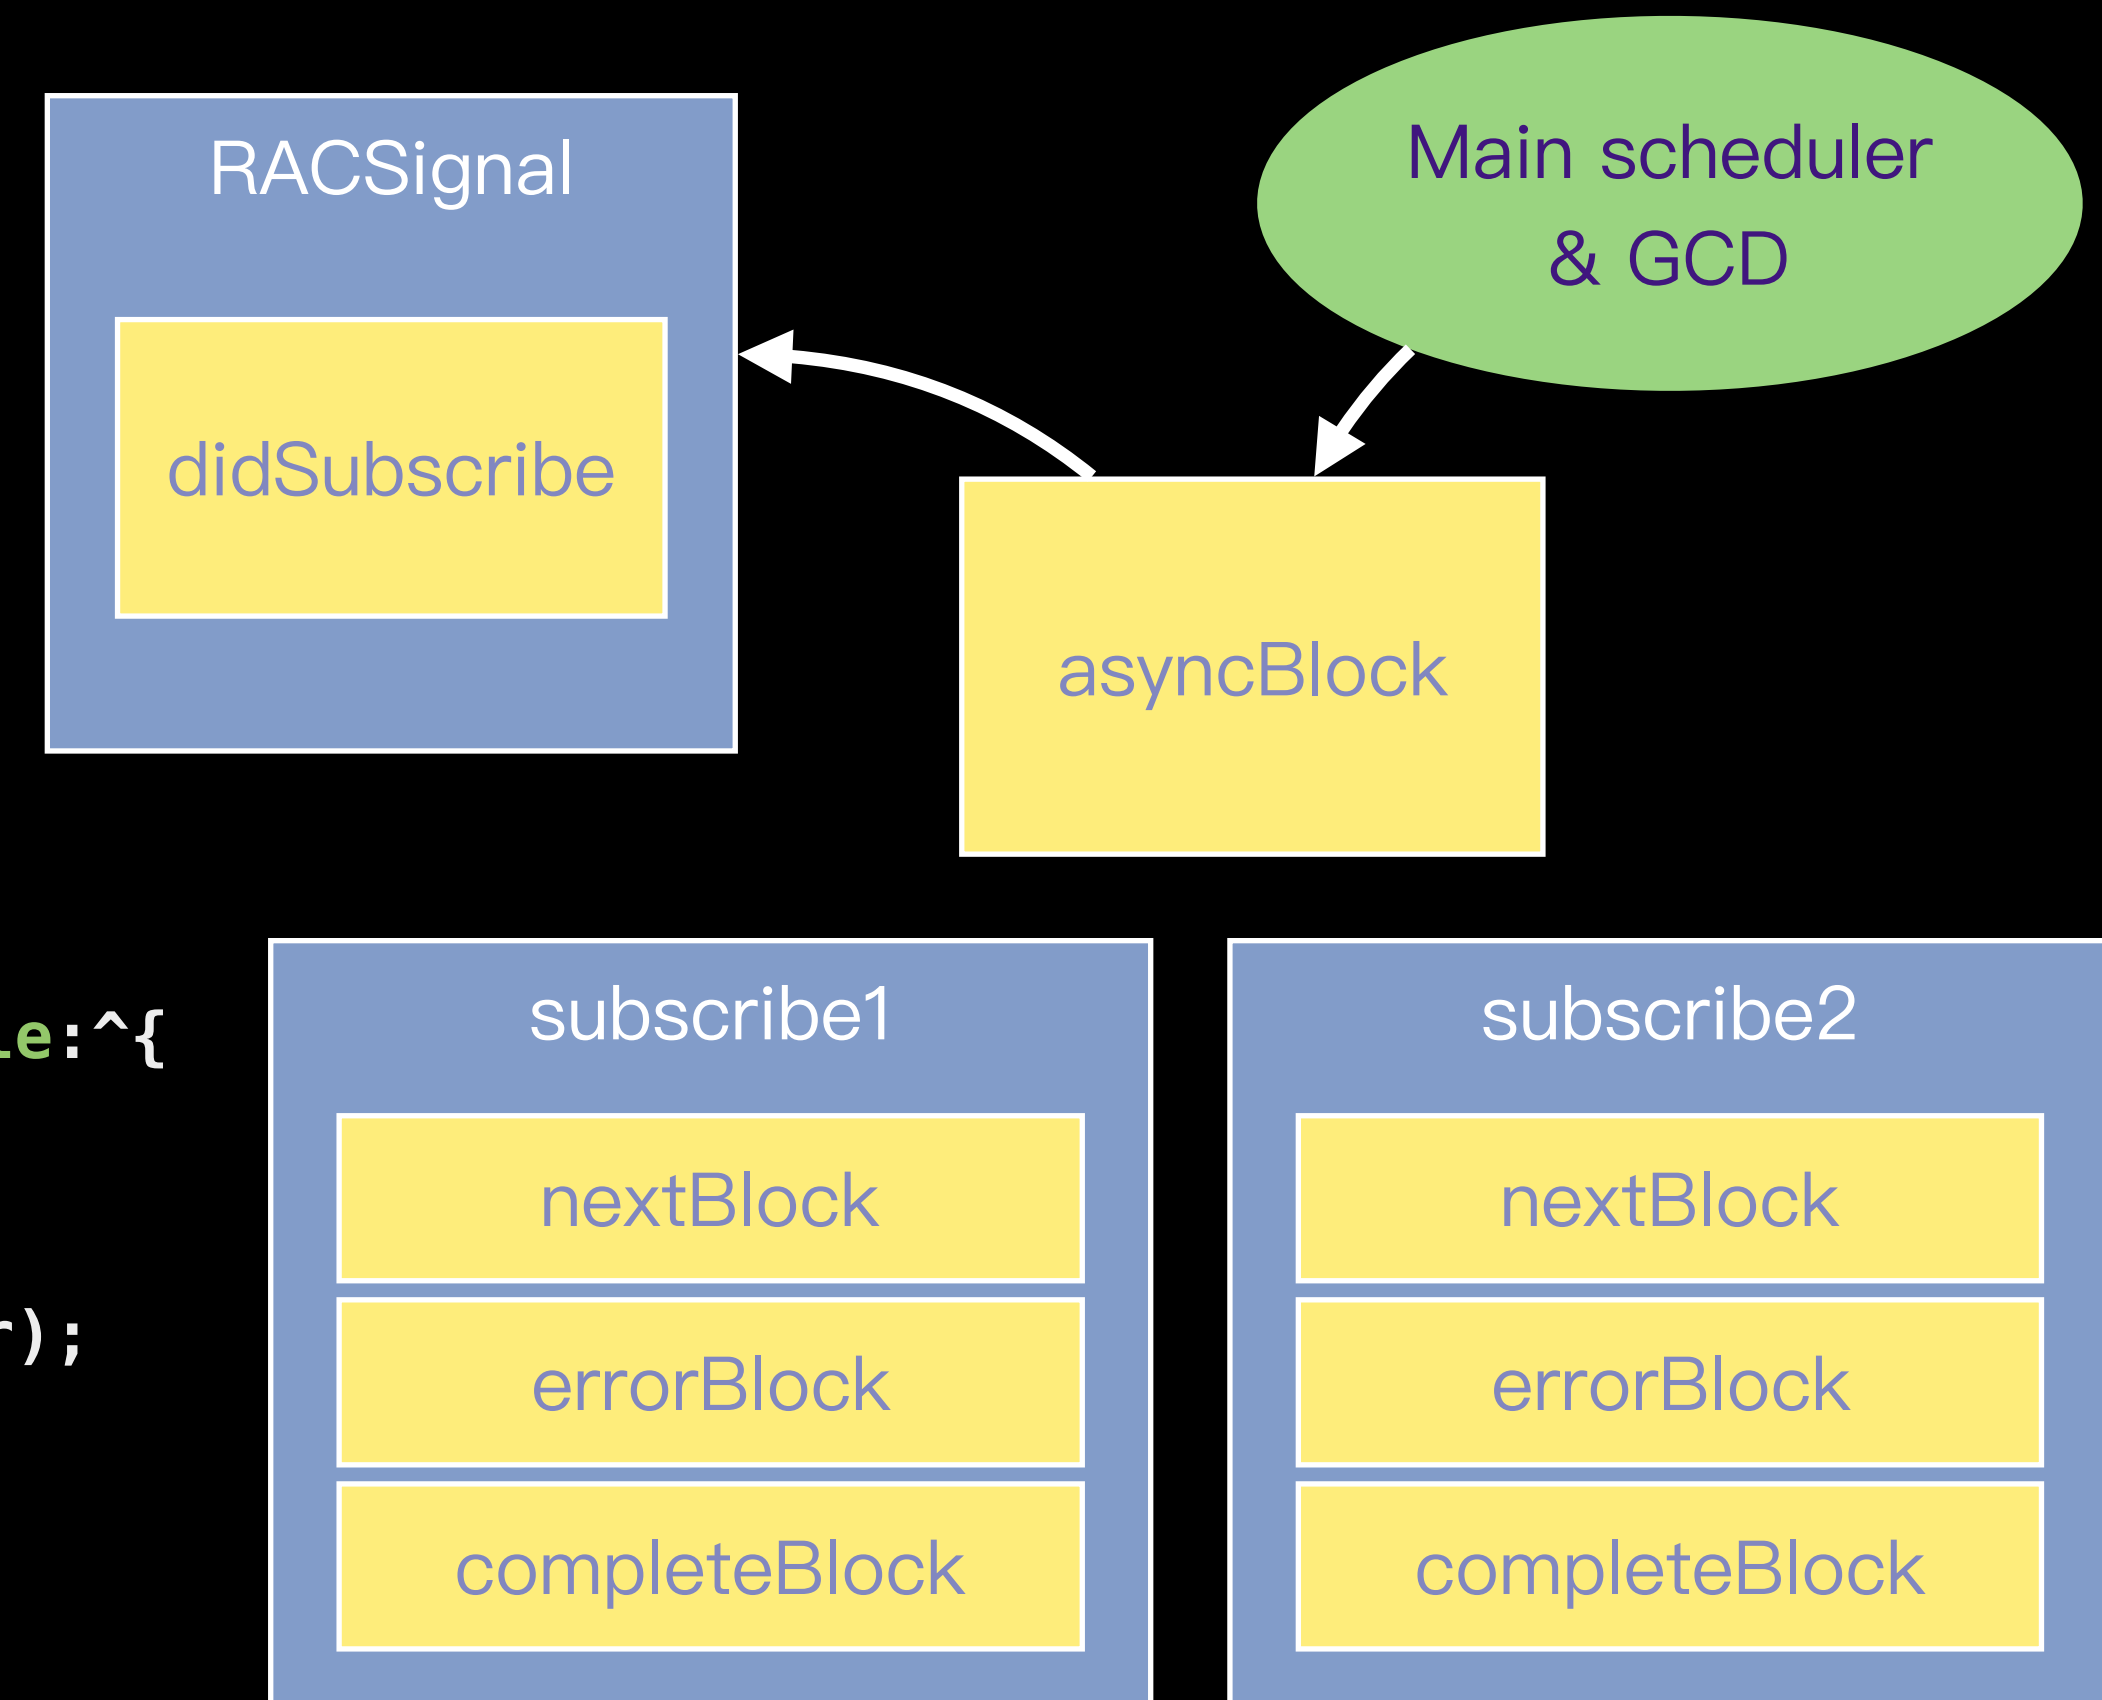 RACSignal
didSubscribe
Main scheduler
& GCD
asyncBlock
e:^{
);
subscribe1
nextBlock
errorBlock
completeBlock
subscribe2
nextBlock
errorBlock
completeBlock